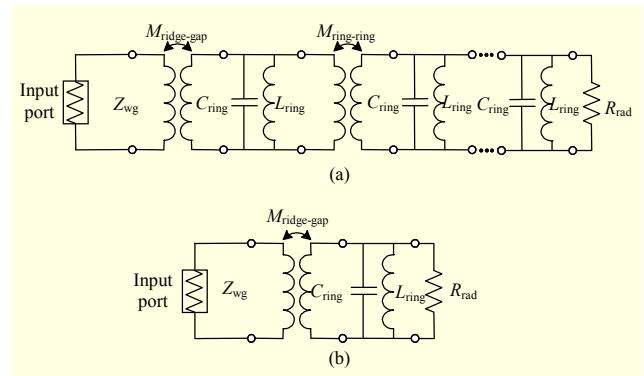 M_ridge-gap M_ring-ring
Input port Z_wg C_ring L_ring C_ring L_ring C_ring L_ring R_rad
(a)
M_ridge-gap
Input port Z_wg C_ring L_ring R_rad
(b)